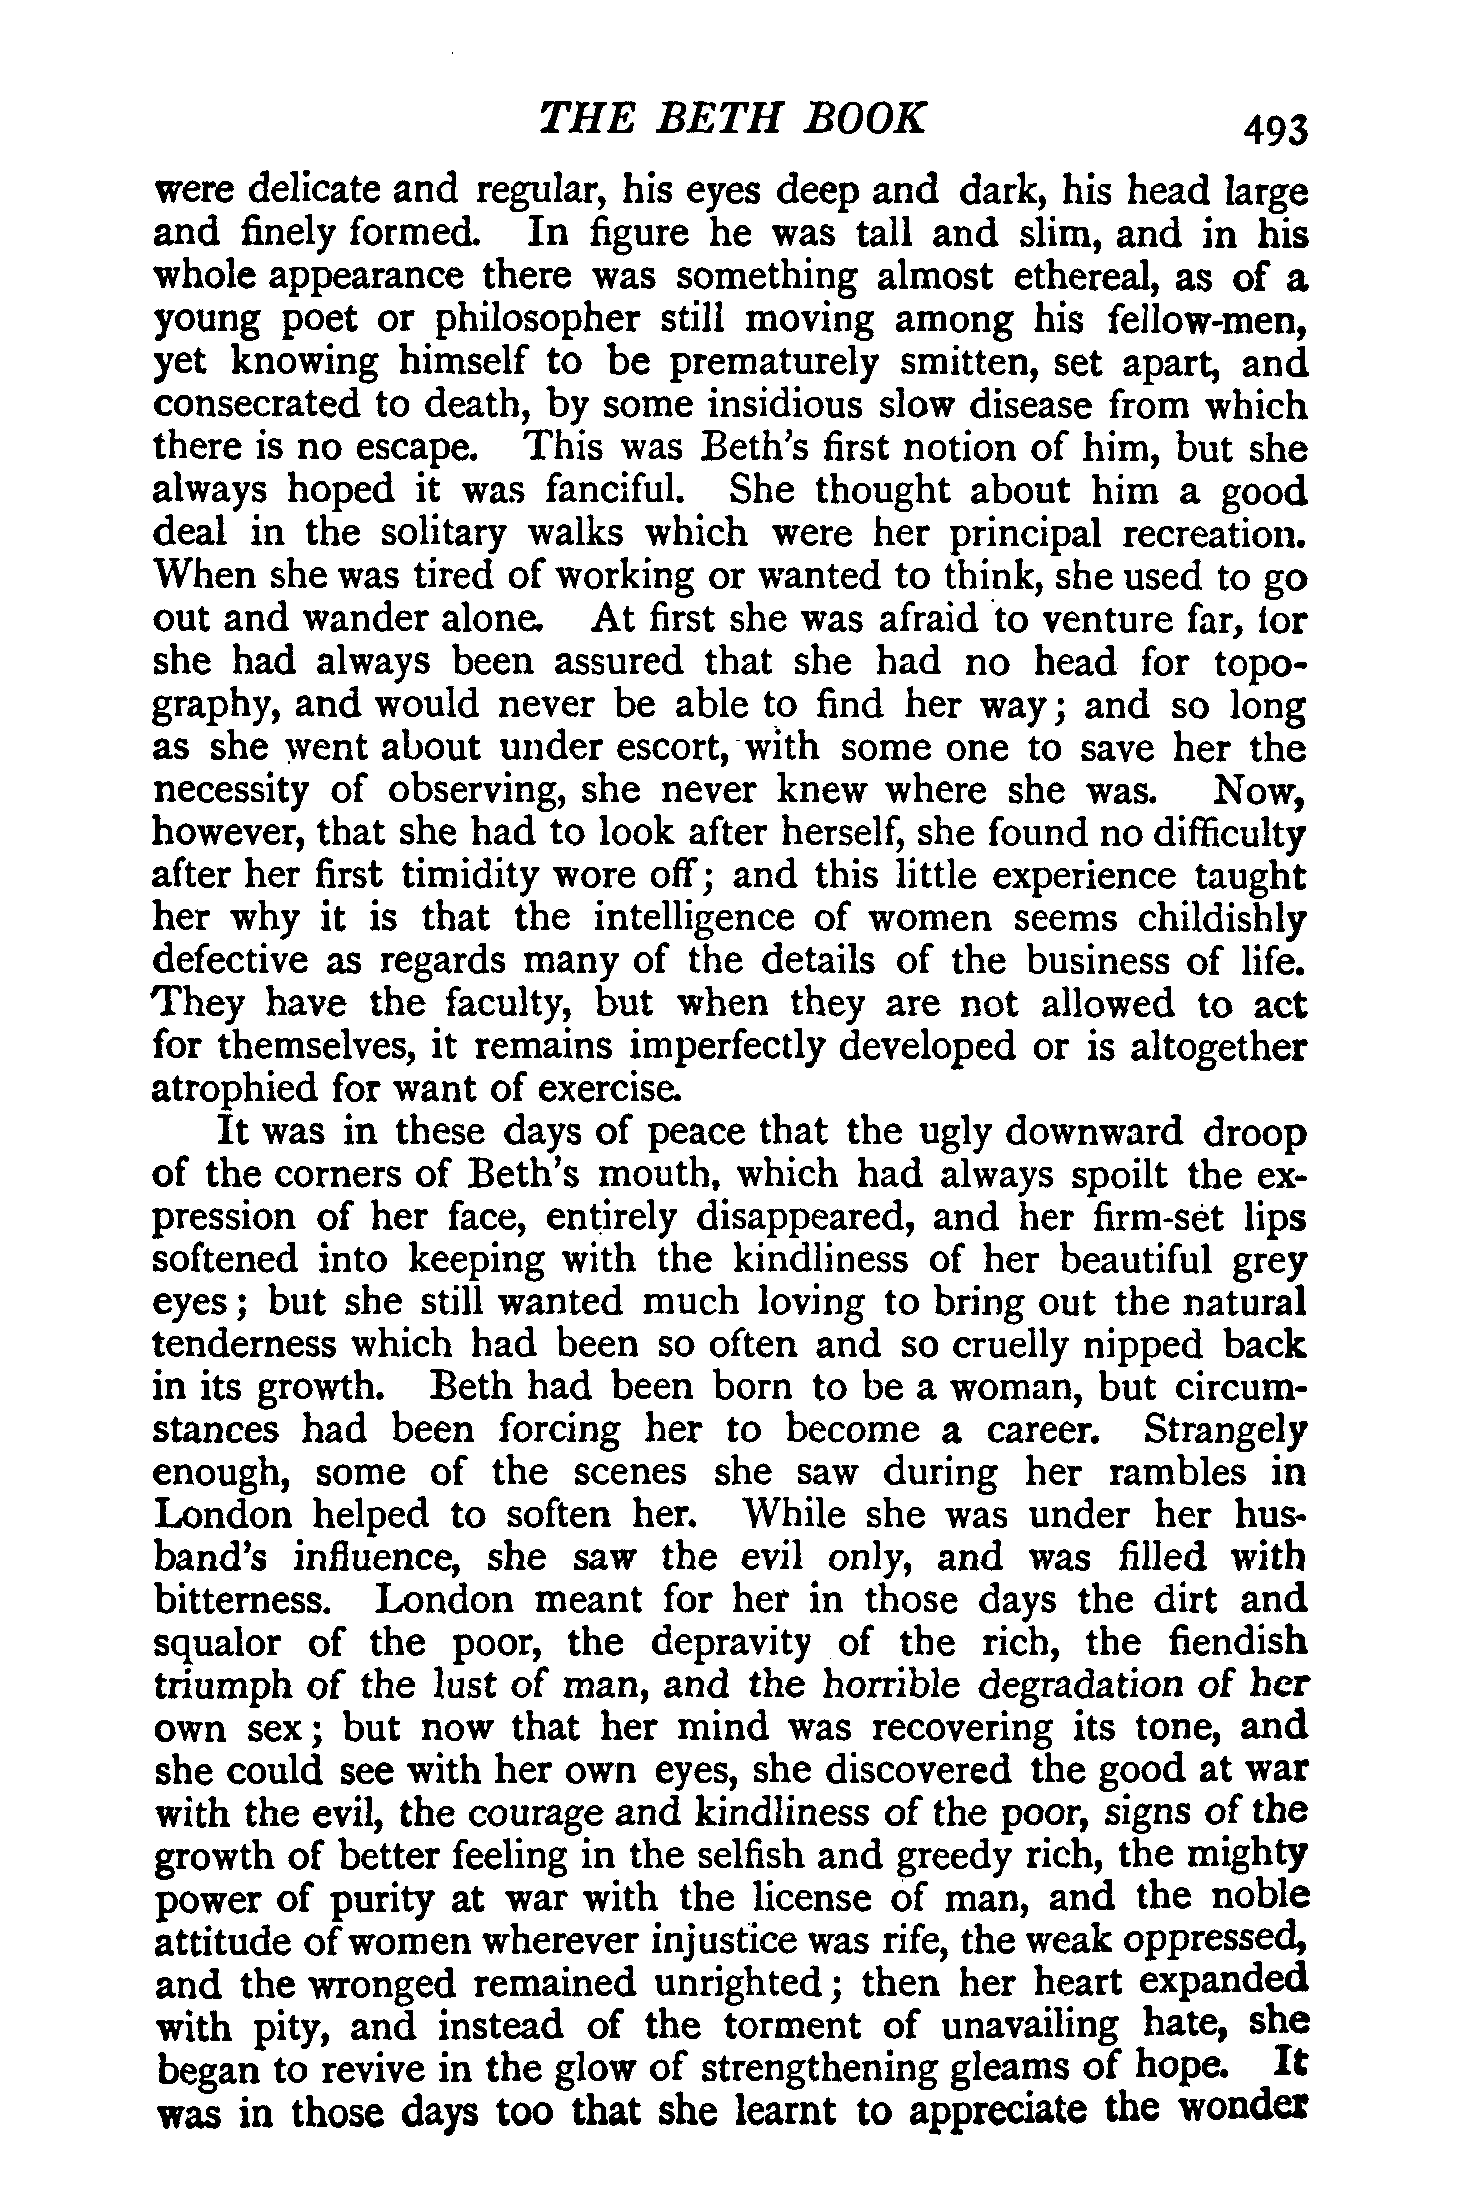 THE BETH BOOK 493
were delicate and regular, his eyes deep and dark, his head large
and finely formed. In figure he was tall and slim, and in his
whole appearance there was something almost ethereal, as of a
young poet or philosopher still moving among his fellow-men,
yet knowing himself to be prematurely smitten, set apart, and
consecrated to death, by some insidious slow disease from which
there is no escape. This was Beth's first notion of him, but she
always hoped it was fanciful. She thought about him a good
deal in the solitary walks which were her principal recreation.
When she was tired of working or wanted to think, she used to go
out and wander alone. At first she was afraid to venture far, for
she had always been assured that she had no head for topo-
graphy, and would never be able to find her way; and so long
as she went about under escort, with some one to save her the
necessity of observing, she never knew where she was. Now,
however, that she had to look after herself, she found no difficulty
after her first timidity wore off; and this little experience taught
her why it is that the intelligence of women seems childishly
defective as regards many of the details of the business of life.
They have the faculty, but when they are not allowed to act
for themselves, it remains imperfectly developed or is altogether
atrophied for want of exercise.
It was in these days of peace that the ugly downward droop
of the corners of Beth's mouth, which had always spoilt the ex-
pression of her face, entirely disappeared, and her firm-set lips
softened into keeping with the kindliness of her beautiful grey
eyes; but she still wanted much loving to bring out the natural
tenderness which had been so often and so cruelly nipped back
in its growth. Beth had been born to be a woman, but circum-
stances had been forcing her to become a career. Strangely
enough, some of the scenes she saw during her rambles in
London helped to soften her. While she was under her hus-
band's influence, she saw the evil only, and was filled with
bitterness. London meant for her in those days the dirt and
squalor of the poor, the depravity of the rich, the fiendish
triumph of the lust of man, and the horrible degradation of her
own sex; but now that her mind was recovering its tone, and
she could see with her own eyes, she discovered the good at war
with the evil, the courage and kindliness of the poor, signs of the
growth of better feeling in the selfish and greedy rich, the mighty
power of purity at war with the license of man, and the noble
attitude of women wherever injustice was rife, the weak oppressed,
and the wronged remained unrighted; then her heart expanded
with pity, and instead of the torment of unavailing hate, she
began to revive in the glow of strengthening gleams of hope. It
was in those days too that she learnt to appreciate the wonder